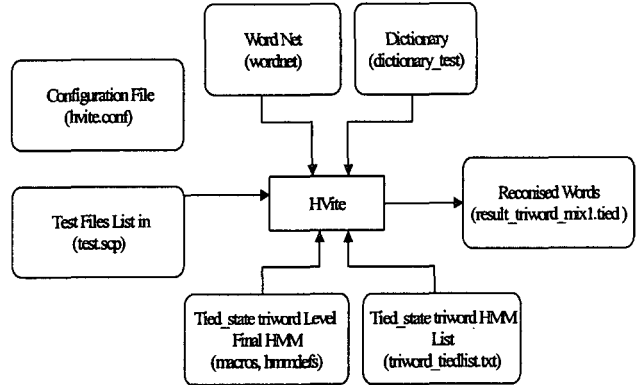 Word Net
(wordnet)
Dictionary
(dictionary_test)
Configuration File
(hvite.conf)
Test Files List in
(test.scp)
HVite
Reconised Words
(result_triword_mix1.tied )
Tied_state triword Level
Final HMM
(macros, hmmdefs)
Tied_state triword HMM
List
(triword_tiedlist.txt)